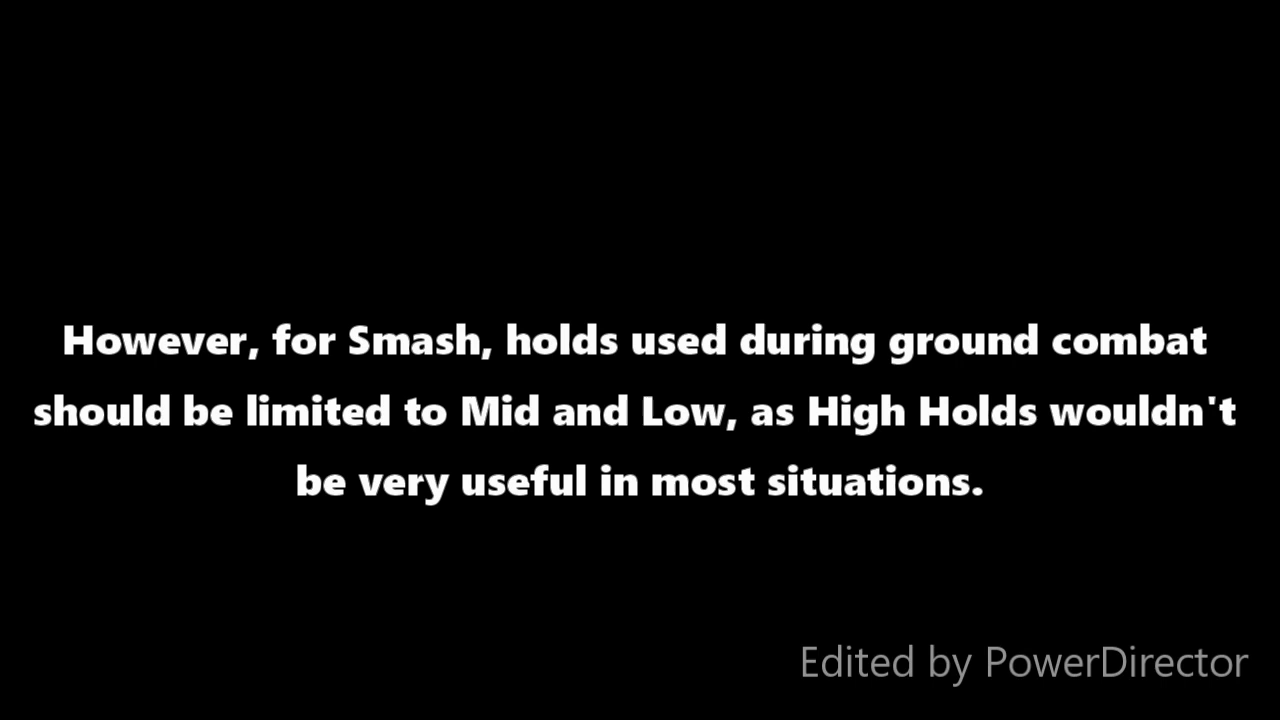 However, for Smash, holds used during ground combat
should be limited to Mid and Low, as High Holds wouldn't
be very useful in most situations.
Edited by PowerDirector